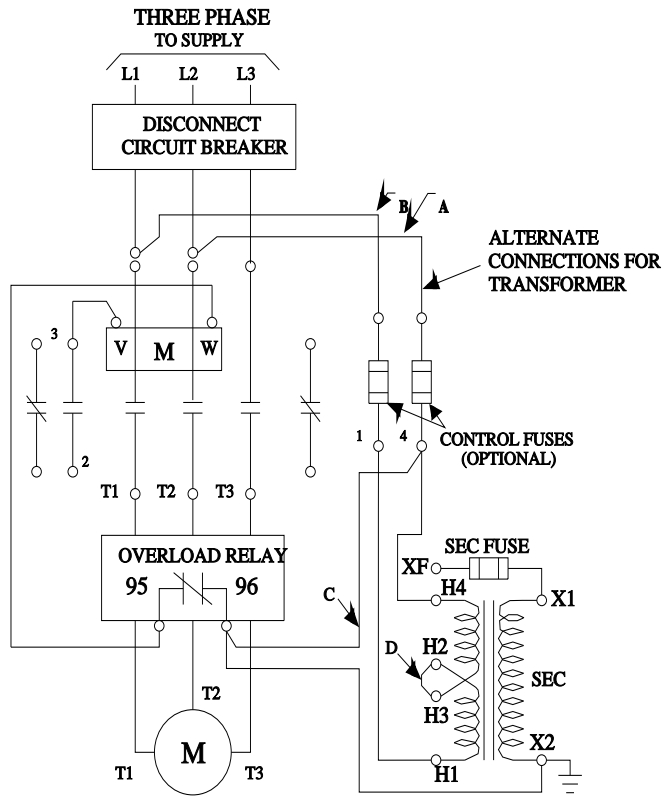 THREE PHASE
TO SUPPLY
L1 L2 L3
DISCONNECT
CIRCUIT BREAKER
B A
ALTERNATE
CONNECTIONS FOR
TRANSFORMER
3 V M W
1 4 CONTROL FUSES
(OPTIONAL)
2
T1 T2 T3
OVERLOAD RELAY
95 96
SEC FUSE
XF
H4 X1
C
D H2
SEC
H3
T2
X2
M
T1 T3 H1